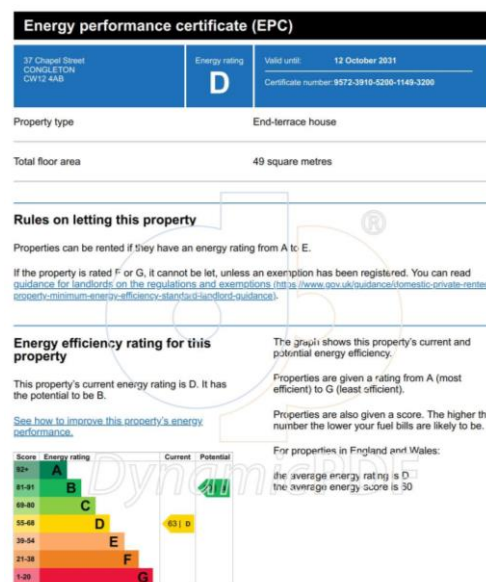 Energy performance certificate (EPC)
37 Chapel Street
CONGLETON
CW12 4AB
Energy rating
D
Valid until: 12 October 2031
Certificate number: 9572-3910-5200-1149-3200
Property type
End-terrace house
Total floor area
49 square metres
Rules on letting this property
Properties can be rented if they have an energy rating from A to E.
If the property is rated F or G, it cannot be let, unless an exemption has been registered. You can read
guidance for landlords on the regulations and exemptions (https://www.gov.uk/guidance/domestic-private-rented-
property-minimum-energy-efficiency-standard-landlord-guidance).
Energy efficiency rating for this
property
This property's current energy rating is D. It has
the potential to be B.
See how to improve this property's energy
performance.
Score Energy rating Current Potential
92+ A
81-91 B
69-80 C
55-68 D 63 | D
39-54 E
21-38 F
1-20 G
The graph shows this property's current and
potential energy efficiency.
Properties are given a rating from A (most
efficient) to G (least efficient).
Properties are also given a score. The higher th
number the lower your fuel bills are likely to be.
For properties in England and Wales:
the average energy rating is D
the average energy score is 60
DynamicPDF
®